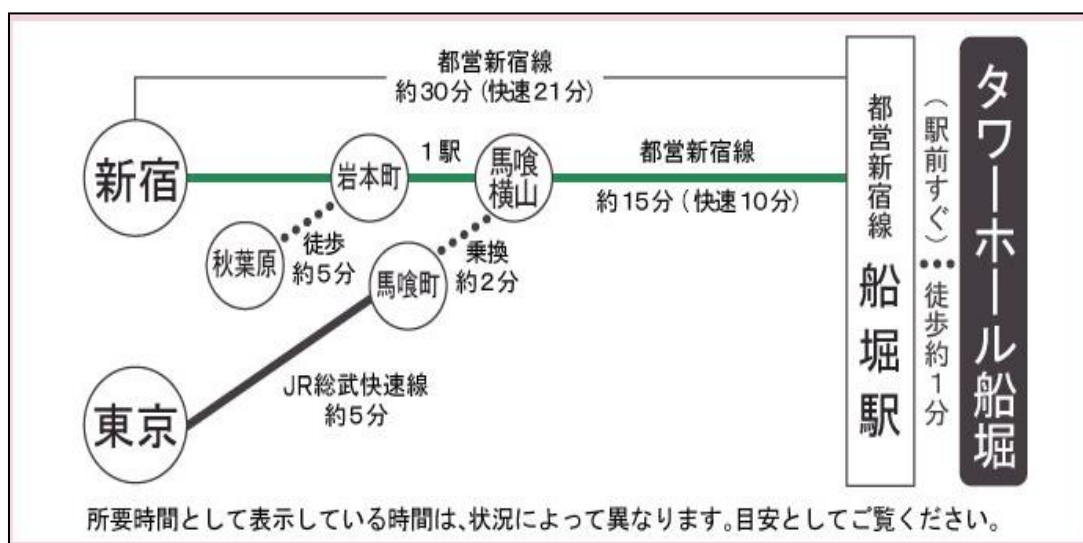 都営新宿線
約30分(快速21分)
新宿
岩本町
1駅
馬喰
横山
都営新宿線
約15分(快速10分)
秋葉原
徒歩
約5分
馬喰町
乗換
約2分
東京
JR総武快速線
約5分
都営新宿線 船堀駅
(駅前すぐ)
徒歩約1分
タワーホール船堀
所要時間として表示している時間は、状況によって異なります。目安としてご覧ください。